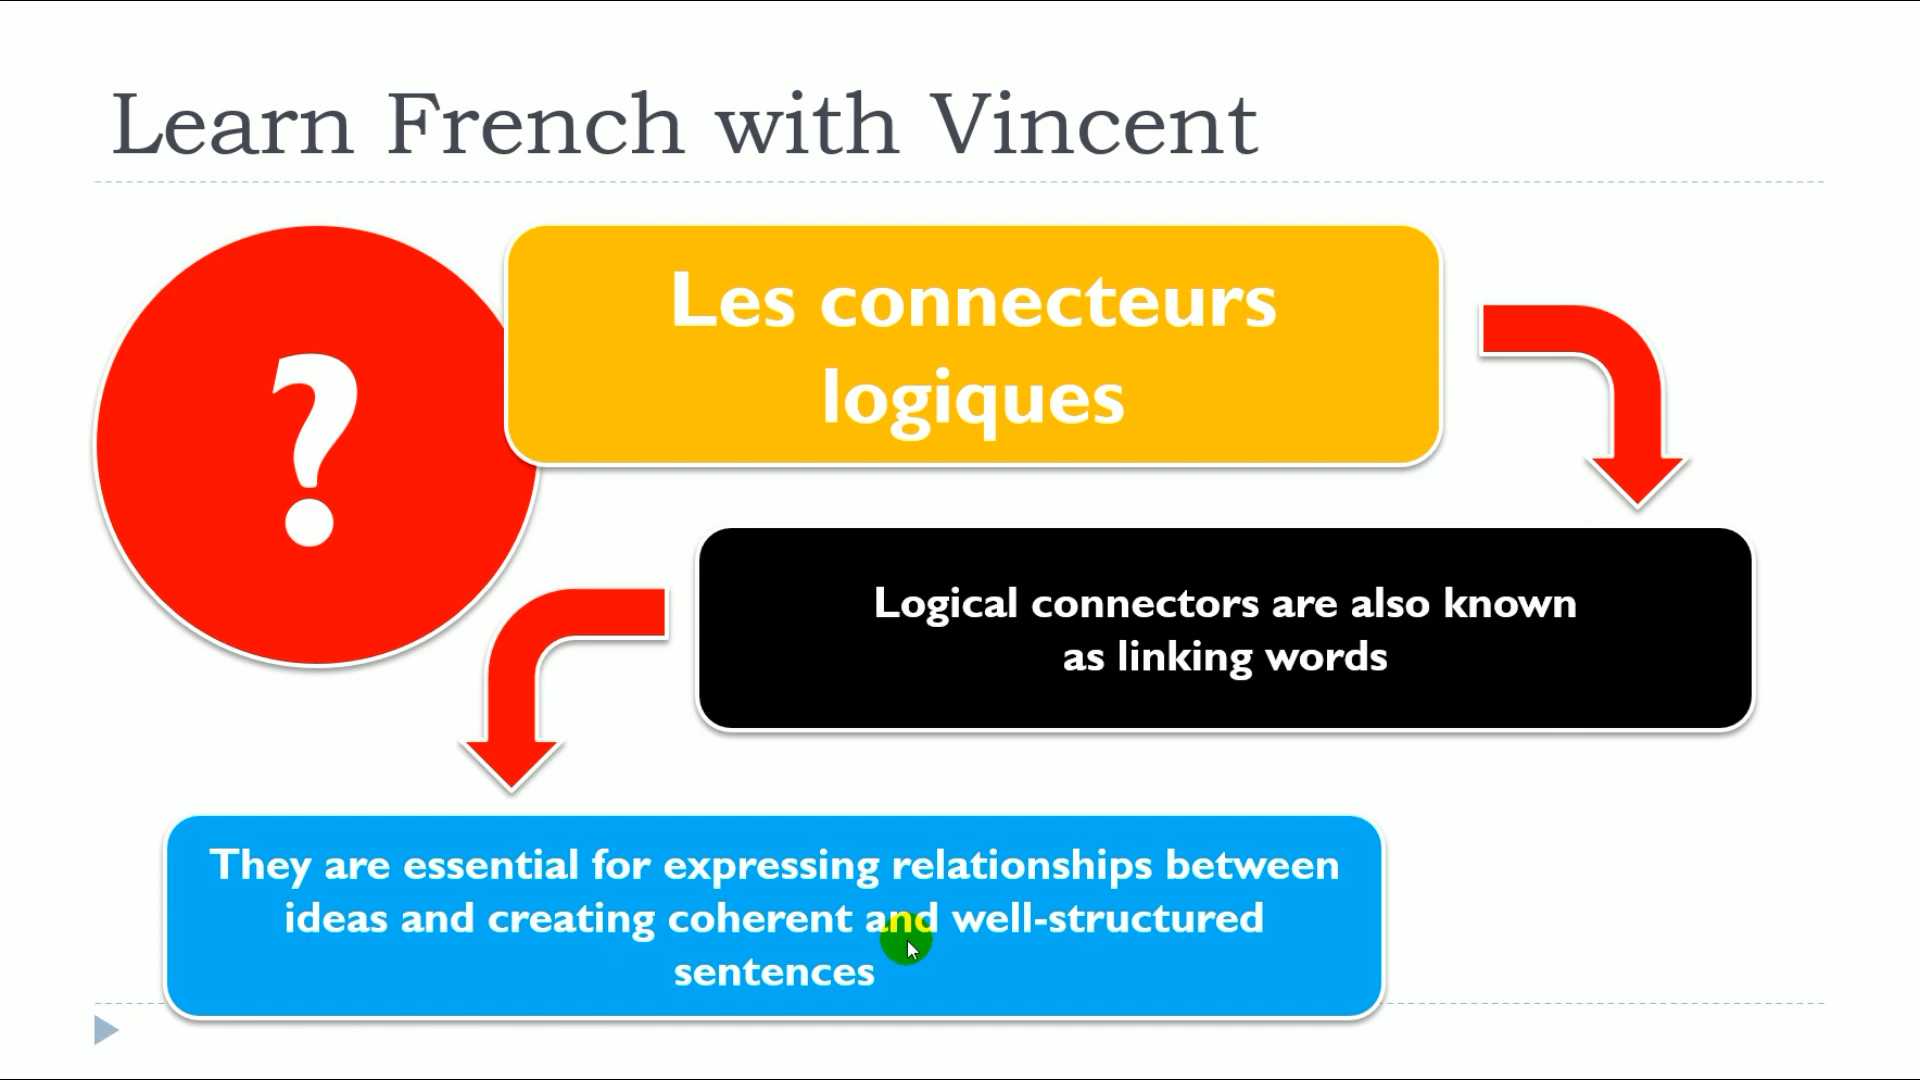 Learn French with Vincent
?
Les connecteurs
logiques
Logical connectors are also known
as linking words
They are essential for expressing relationships between
ideas and creating coherent and well-structured
sentences